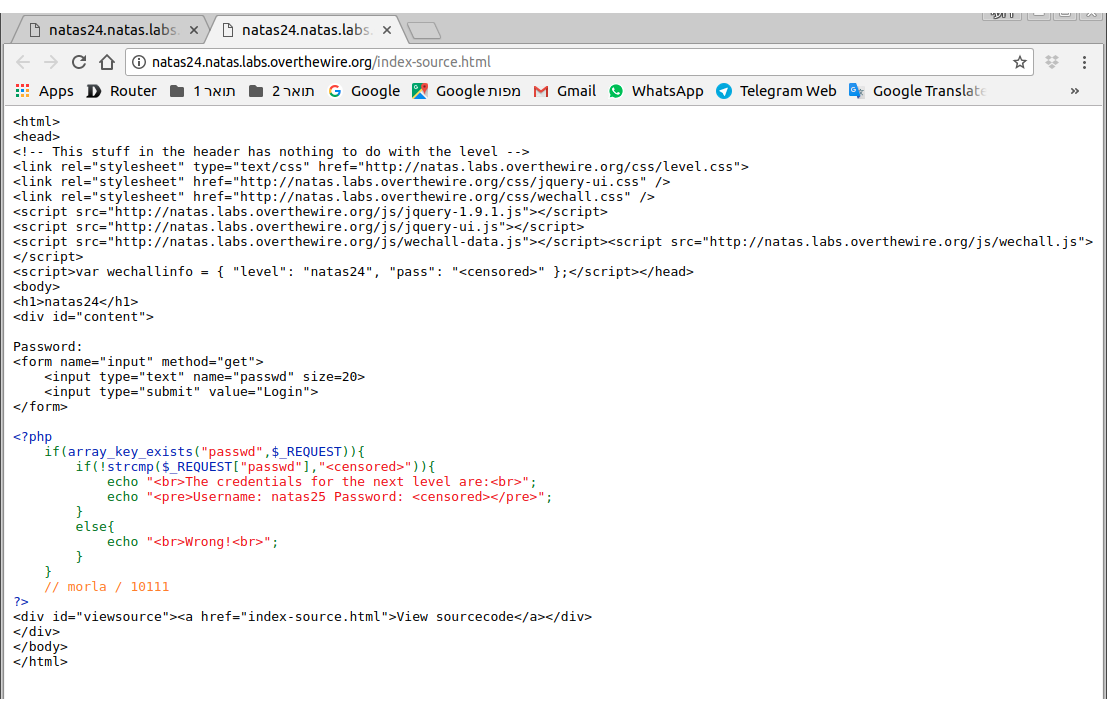 natas24.natas.labs. × natas24.natas.labs. ×
natas24.natas.labs.overthewire.org/index-source.html
Apps Router תואר 1 תואר 2 Google Google מפות Gmail WhatsApp Telegram Web Google Translate »
<html>
<head>
<!-- This stuff in the header has nothing to do with the level -->
<link rel="stylesheet" type="text/css" href="http://natas.labs.overthewire.org/css/level.css">
<link rel="stylesheet" href="http://natas.labs.overthewire.org/css/jquery-ui.css" />
<link rel="stylesheet" href="http://natas.labs.overthewire.org/css/wechall.css" />
<script src="http://natas.labs.overthewire.org/js/jquery-1.9.1.js"></script>
<script src="http://natas.labs.overthewire.org/js/jquery-ui.js"></script>
<script src="http://natas.labs.overthewire.org/js/wechall-data.js"></script><script src="http://natas.labs.overthewire.org/js/wechall.js">
</script>
<script>var wechallinfo = { "level": "natas24", "pass": "<censored>" };</script></head>
<body>
<h1>natas24</h1>
<div id="content">
Password:
<form name="input" method="get">
    <input type="text" name="passwd" size=20>
    <input type="submit" value="Login">
</form>
<?php
    if(array_key_exists("passwd",$_REQUEST)){
        if(!strcmp($_REQUEST["passwd"],"<censored>")){
            echo "<br>The credentials for the next level are:<br>";
            echo "<pre>Username: natas25 Password: <censored></pre>";
        }
        else{
            echo "<br>Wrong!<br>";
        }
    }
    // morla / 10111
?>
<div id="viewsource"><a href="index-source.html">View sourcecode</a></div>
</div>
</body>
</html>